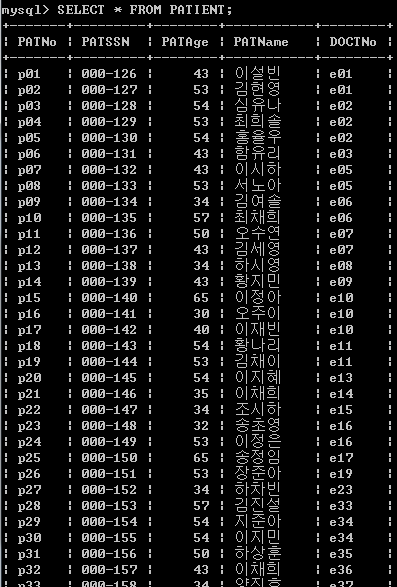 mysql> SELECT * FROM PATIENT;
| PATNo | PATSSN | PATAge | PATName | DOCTNo
| p01 | 000-126 | 43 | 이설빈 | e01
| p02 | 000-127 | 53 | 김현영 | e01
| p03 | 000-128 | 54 | 심유나 | e02
| p04 | 000-129 | 53 | 최희솔 | e02
| p05 | 000-130 | 54 | 홍율우 | e02
| p06 | 000-131 | 43 | 함유리 | e03
| p07 | 000-132 | 43 | 이시하 | e05
| p08 | 000-133 | 53 | 서노아 | e05
| p09 | 000-134 | 34 | 김여솔 | e06
| p10 | 000-135 | 57 | 최채희 | e06
| p11 | 000-136 | 50 | 오수연 | e07
| p12 | 000-137 | 43 | 김세영 | e07
| p13 | 000-138 | 34 | 하시영 | e08
| p14 | 000-139 | 43 | 황지민 | e09
| p15 | 000-140 | 65 | 이정아 | e10
| p16 | 000-141 | 30 | 오주이 | e10
| p17 | 000-142 | 40 | 이재빈 | e10
| p18 | 000-143 | 54 | 황나리 | e11
| p19 | 000-144 | 53 | 김채이 | e11
| p20 | 000-145 | 54 | 이지혜 | e13
| p21 | 000-146 | 35 | 이채희 | e14
| p22 | 000-147 | 34 | 조시하 | e15
| p23 | 000-148 | 32 | 송초영 | e16
| p24 | 000-149 | 53 | 이정은 | e16
| p25 | 000-150 | 65 | 송정임 | e17
| p26 | 000-151 | 53 | 장준아 | e19
| p27 | 000-152 | 34 | 하차빈 | e23
| p28 | 000-153 | 57 | 김진설 | e33
| p29 | 000-154 | 54 | 지준아 | e34
| p30 | 000-155 | 54 | 이지민 | e34
| p31 | 000-156 | 50 | 하상훈 | e35
| p32 | 000-157 | 43 | 이채희 | e36
| p33 | 000-158 | 34 | e37